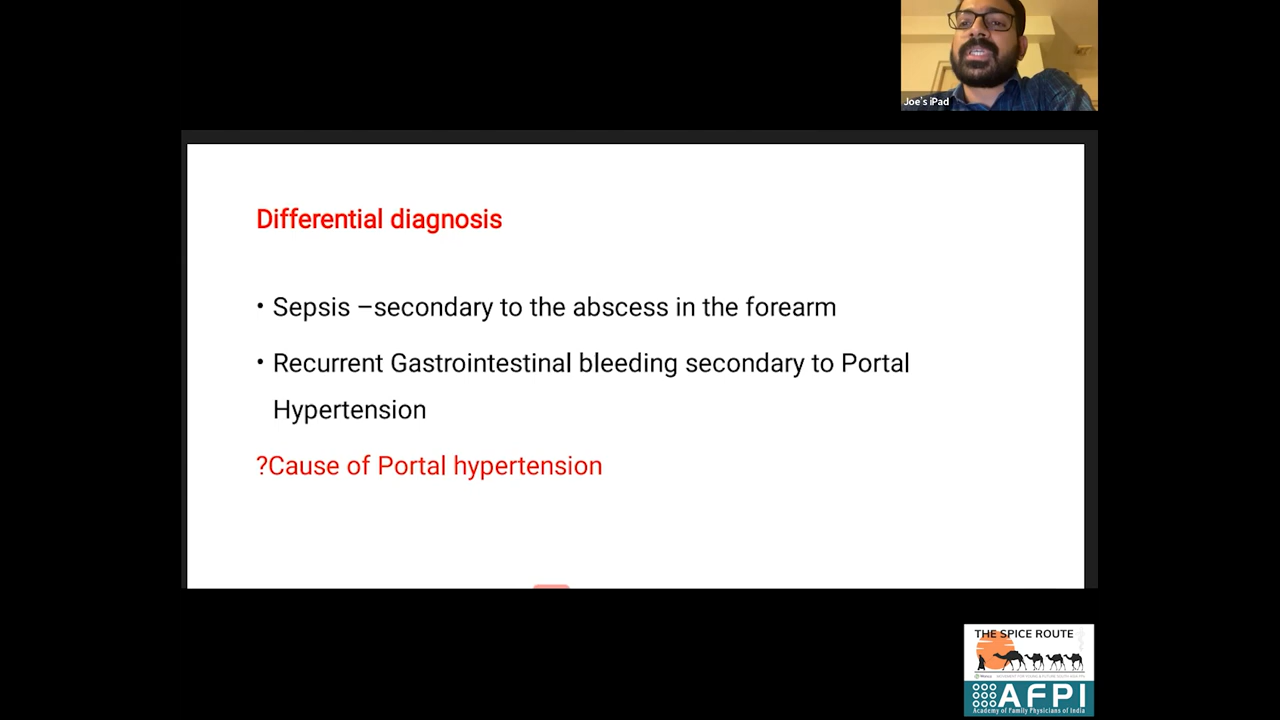 Joe's iPad
Differential diagnosis
• Sepsis –secondary to the abscess in the forearm
• Recurrent Gastrointestinal bleeding secondary to Portal
Hypertension
?Cause of Portal hypertension
THE SPICE ROUTE
AFPI
Academy of Family Physicians of India